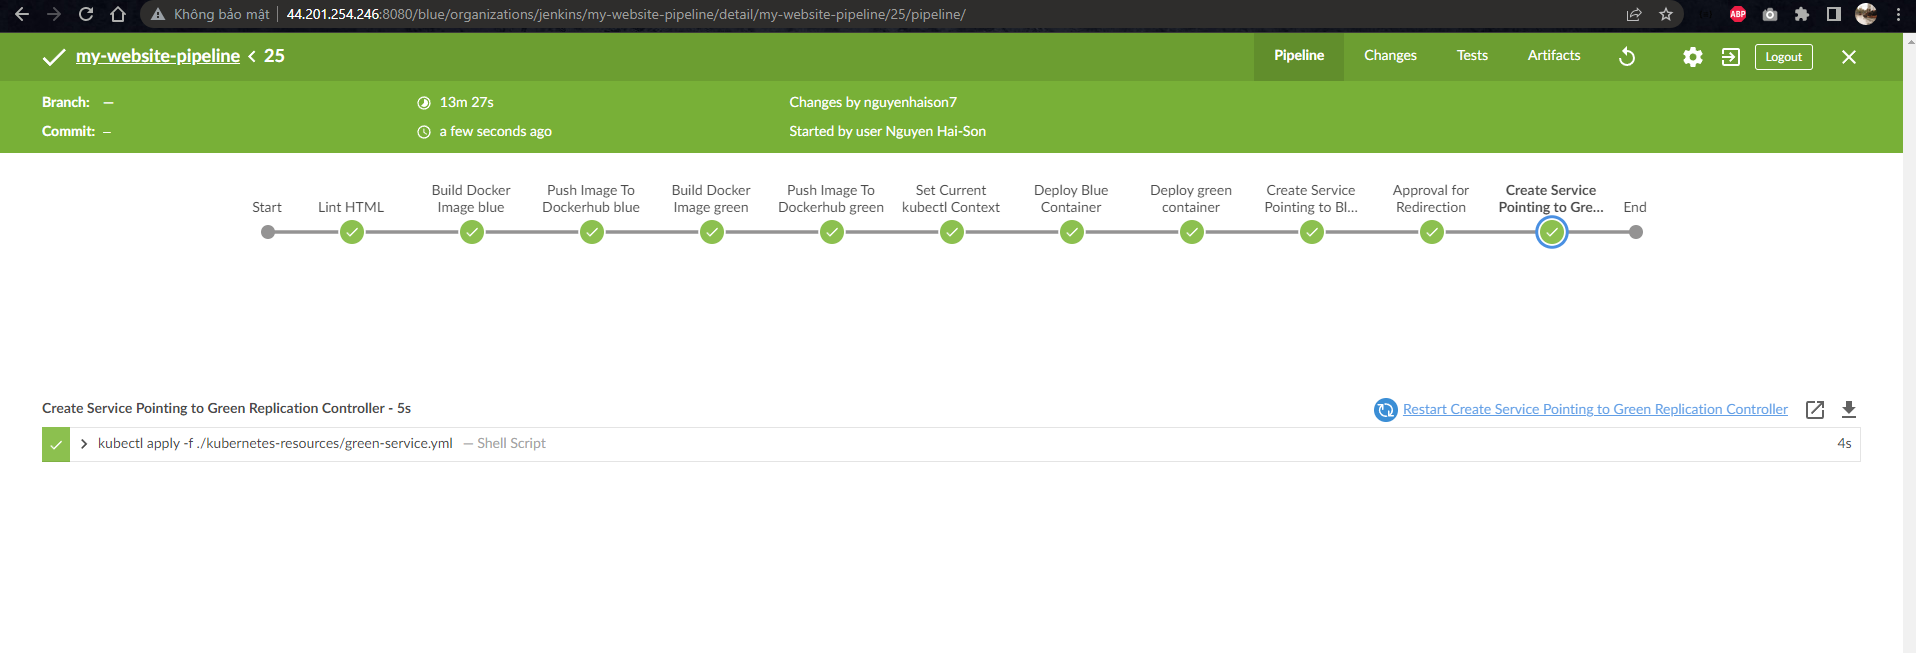 Không bảo mật 44.201.254.246:8080/blue/organizations/jenkins/my-website-pipeline/detail/my-website-pipeline/25/pipeline/
ABP
my-website-pipeline < 25
Pipeline
Changes
Tests
Artifacts
Logout
Branch: —
13m 27s
Changes by nguyenhaison7
Commit: –
a few seconds ago
Started by user Nguyen Hai-Son
Start
Lint HTML
Build Docker
Image blue
Push Image To
Dockerhub blue
Build Docker
Image green
Push Image To
Dockerhub green
Set Current
kubectl Context
Deploy Blue
Container
Deploy green
container
Create Service
Pointing to Bl...
Approval for
Redirection
Create Service
Pointing to Gre...
End
Create Service Pointing to Green Replication Controller - 5s
Restart Create Service Pointing to Green Replication Controller
kubectl apply -f ./kubernetes-resources/green-service.yml — Shell Script
4s